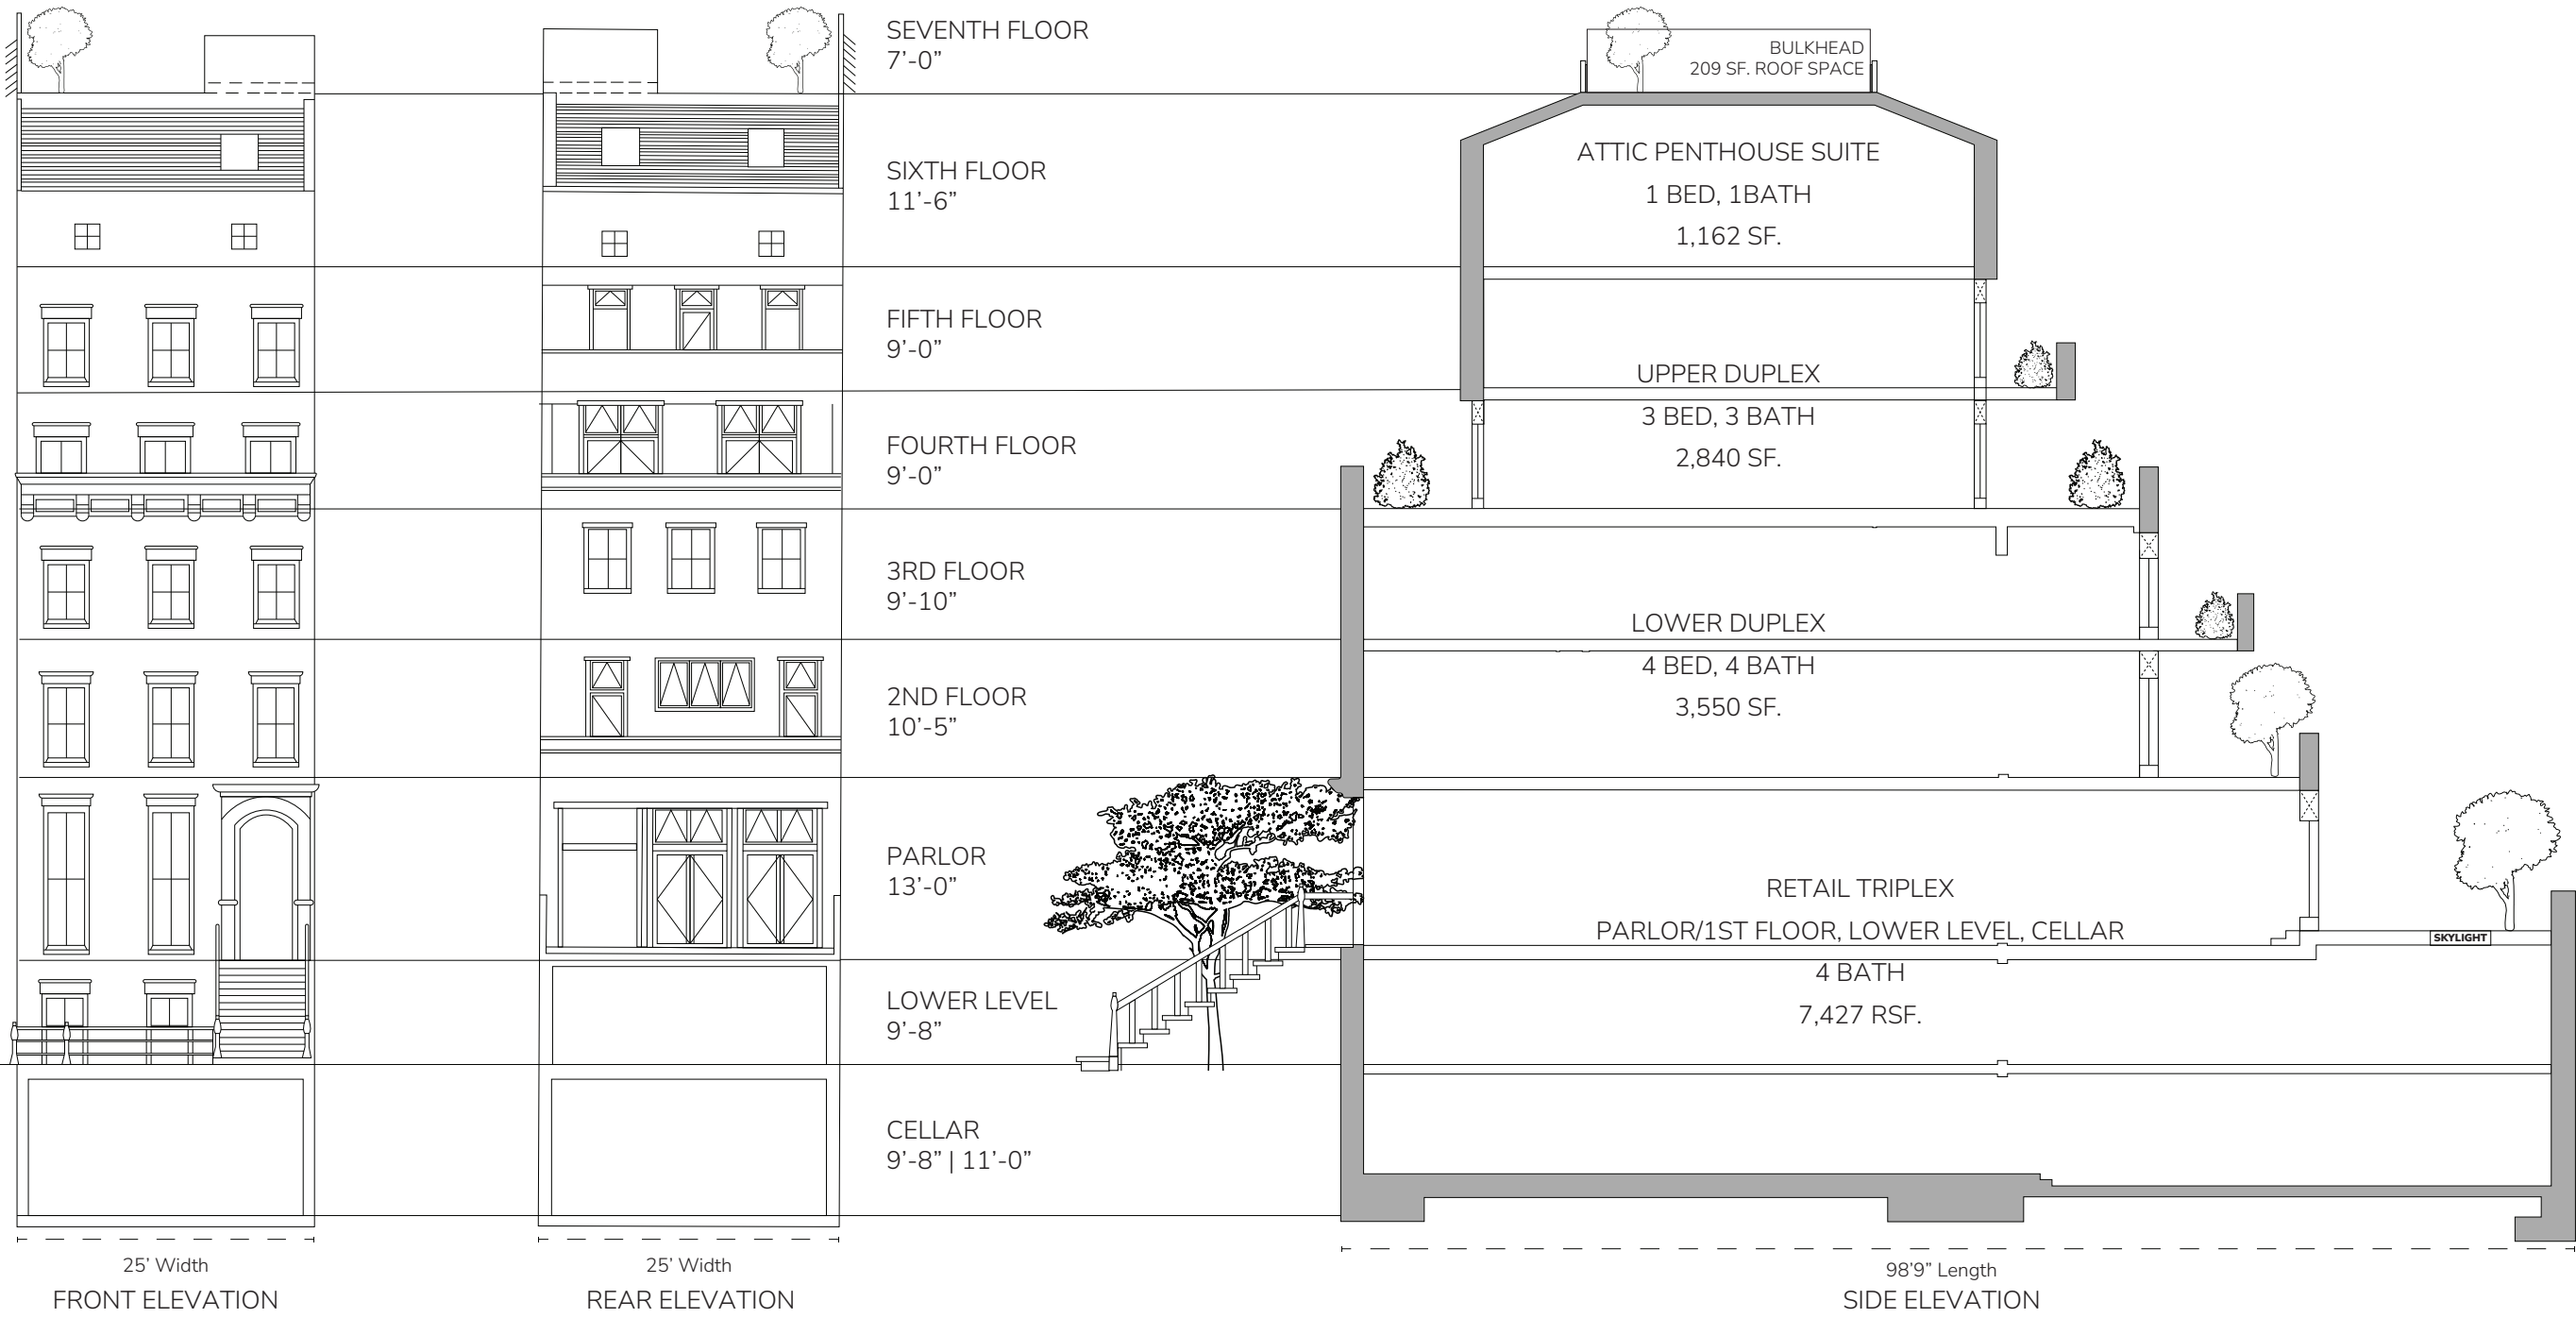 SEVENTH FLOOR
7’-0”
BULKHEAD
209 SF. ROOF SPACE
SIXTH FLOOR
11’-6”
ATTIC PENTHOUSE SUITE
1 BED, 1BATH
1,162 SF.
FIFTH FLOOR
9’-0”
UPPER DUPLEX
3 BED, 3 BATH
2,840 SF.
FOURTH FLOOR
9’-0”
3RD FLOOR
9’-10”
LOWER DUPLEX
4 BED, 4 BATH
3,550 SF.
2ND FLOOR
10’-5”
PARLOR
13’-0”
RETAIL TRIPLEX
PARLOR/1ST FLOOR, LOWER LEVEL, CELLAR
4 BATH
7,427 RSF.
SKYLIGHT
LOWER LEVEL
9’-8”
CELLAR
9’-8” | 11’-0”
25’ Width
FRONT ELEVATION
25’ Width
REAR ELEVATION
98’9” Length
SIDE ELEVATION